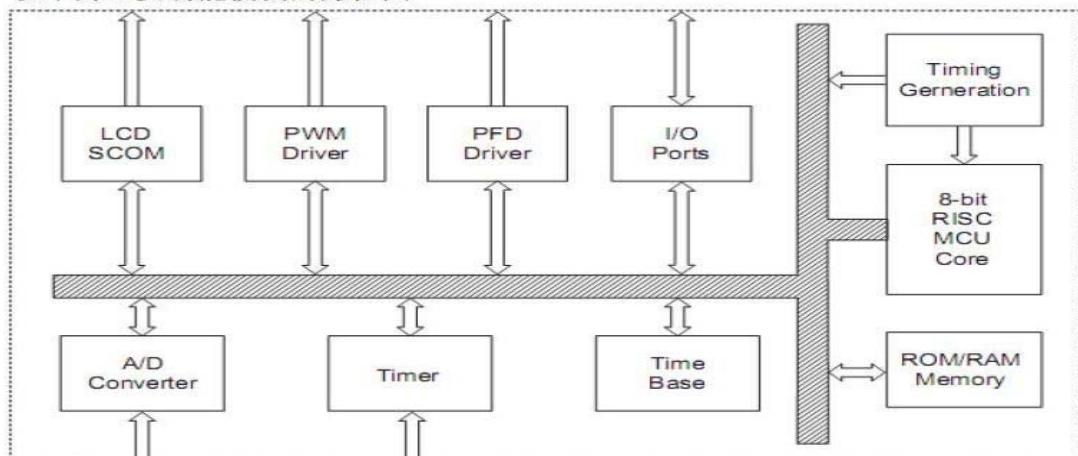 LCD
SCOM
PWM
Driver
PFD
Driver
I/O
Ports
Timing
Gerneration
8-bit
RISC
MCU
Core
A/D
Converter
Timer
Time
Base
ROM/RAM
Memory